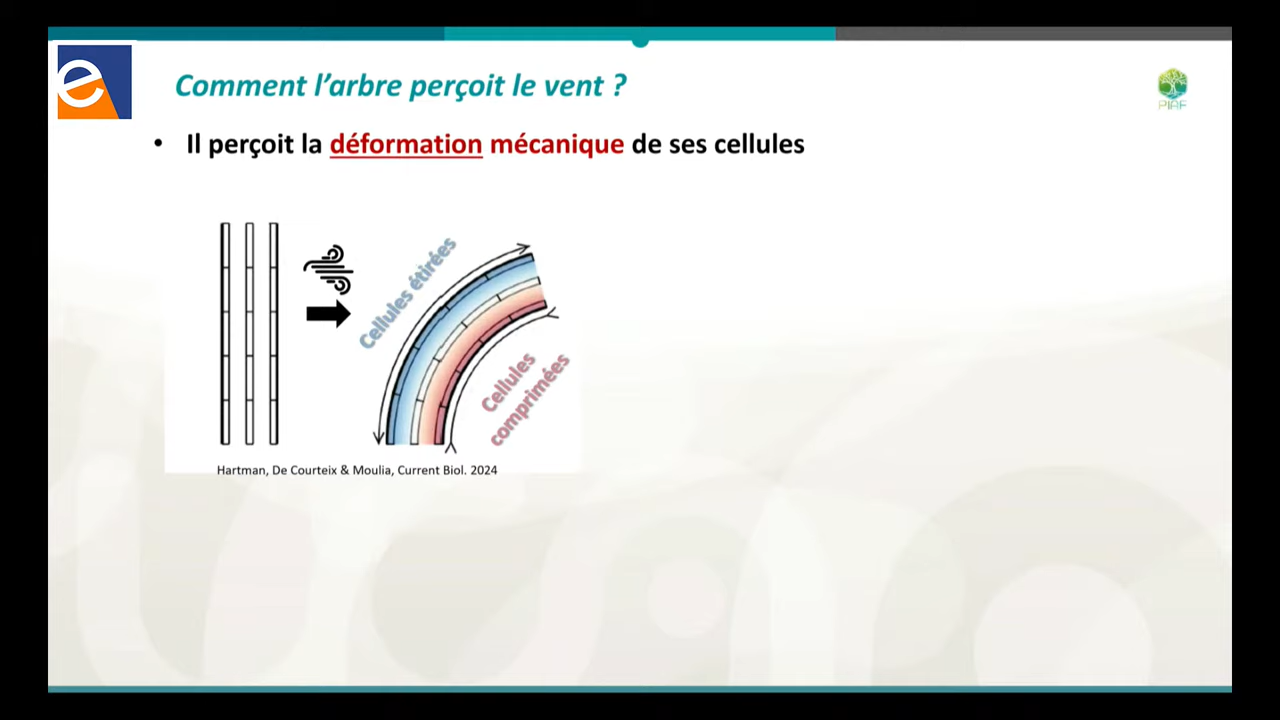 e
Comment l'arbre perçoit le vent ?
PIAF
• Il perçoit la déformation mécanique de ses cellules
Cellules étirées
Cellules
comprimées
Hartman, De Courteix & Moulia, Current Biol. 2024